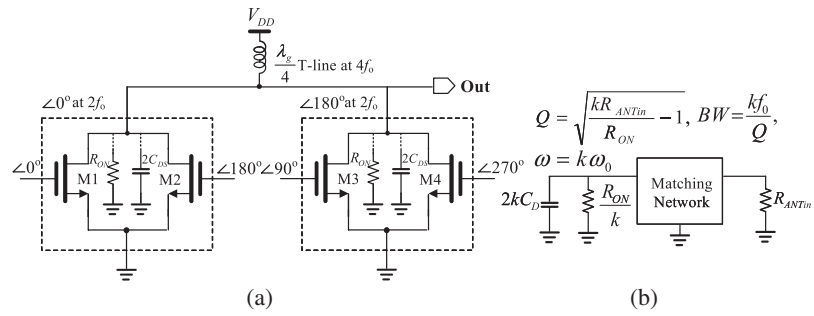 V_DD
λ_g/4 T-line at 4f_o
Out
∠0° at 2f_o
∠180° at 2f_o
∠0°
M1
R_ON
2C_DS
M2
∠180°
∠90°
M3
R_ON
2C_DS
M4
∠270°
(a)
Q = √(kR_ANTin/R_ON − 1), BW = kf_0/Q,
ω = kω_0
2kC_D
R_ON/k
Matching
Network
R_ANTin
(b)